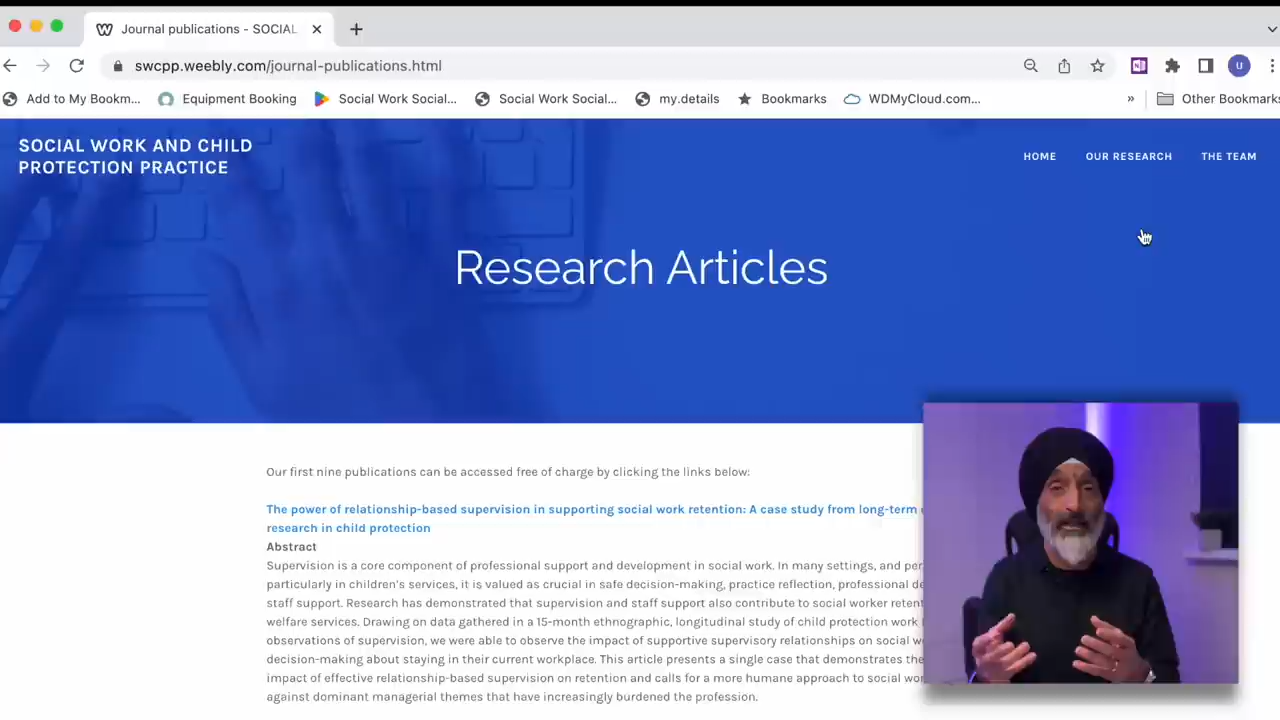 Journal publications - SOCIAL
swcpp.weebly.com/journal-publications.html
U
Add to My Bookm...
Equipment Booking
Social Work Social...
Social Work Social...
my.details
Bookmarks
WDMyCloud.com...
»
Other Bookmarks
SOCIAL WORK AND CHILD
PROTECTION PRACTICE
HOME
OUR RESEARCH
THE TEAM
Research Articles
Our first nine publications can be accessed free of charge by clicking the links below:
The power of relationship-based supervision in supporting social work retention: A case study from long-term
research in child protection
Abstract
Supervision is a core component of professional support and development in social work. In many settings, and
particularly in children's services, it is valued as crucial in safe decision-making, practice reflection, professional
staff support. Research has demonstrated that supervision and staff support also contribute to social worker
welfare services. Drawing on data gathered in a 15-month ethnographic, longitudinal study of child protection work
observations of supervision, we were able to observe the impact of supportive supervisory relationships on social
decision-making about staying in their current workplace. This article presents a single case that demonstrates the
impact of effective relationship-based supervision on retention and calls for a more humane approach to social
against dominant managerial themes that have increasingly burdened the profession.